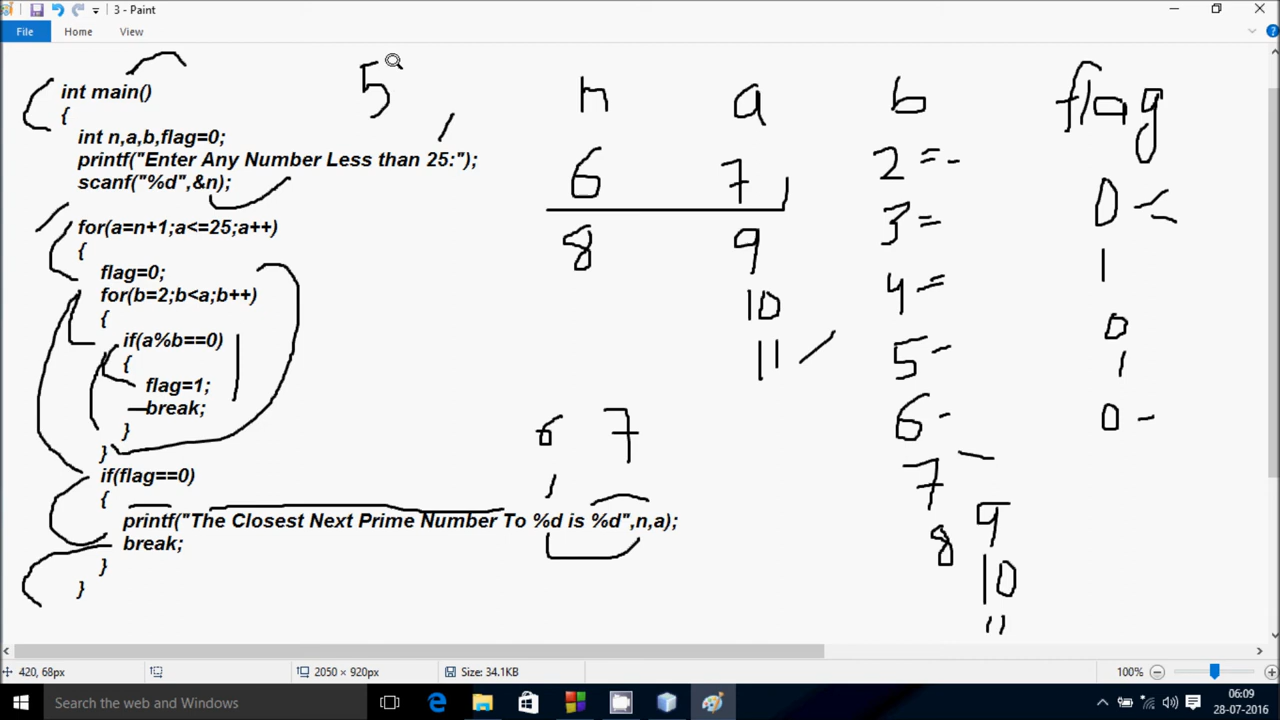 3 - Paint
File Home View
int main()
{
int n,a,b,flag=0;
printf("Enter Any Number Less than 25:");
scanf("%d",&n);
for(a=n+1;a<=25;a++)
{
flag=0;
for(b=2;b<a;b++)
{
if(a%b==0)
{
flag=1;
break;
}
}
if(flag==0)
{
printf("The Closest Next Prime Number To %d is %d",n,a);
break;
}
}
5
n a b flag
6 7 2 0
8 9 3 1
10 4 0
11 5 1
6 7 6 0
7
8 9
10
11
420, 68px 2050 × 920px Size: 34.1KB 100%
Search the web and Windows
06:09
28-07-2016